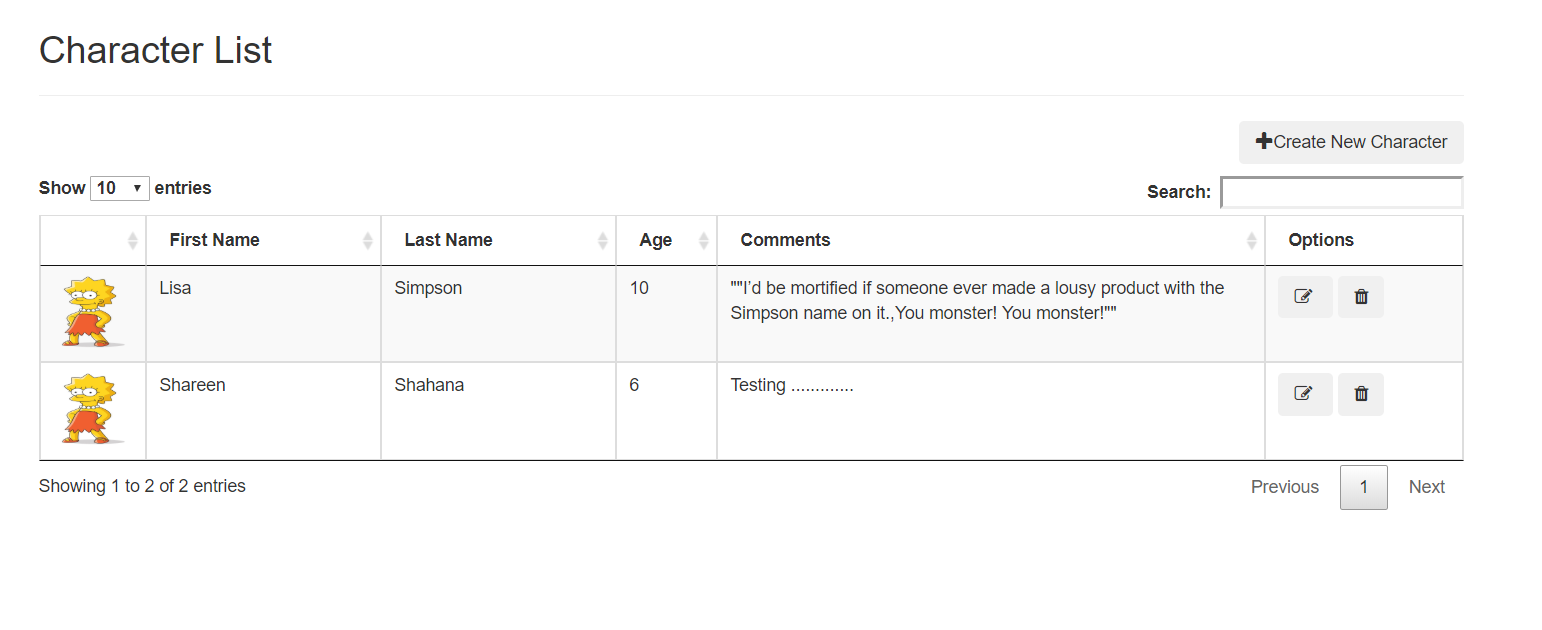 Character List
Create New Character
Show 10 entries
Search:
First Name Last Name Age Comments Options
Lisa Simpson 10 ""I'd be mortified if someone ever made a lousy product with the
Simpson name on it.,You monster! You monster!""
Shareen Shahana 6 Testing .............
Showing 1 to 2 of 2 entries
Previous 1 Next